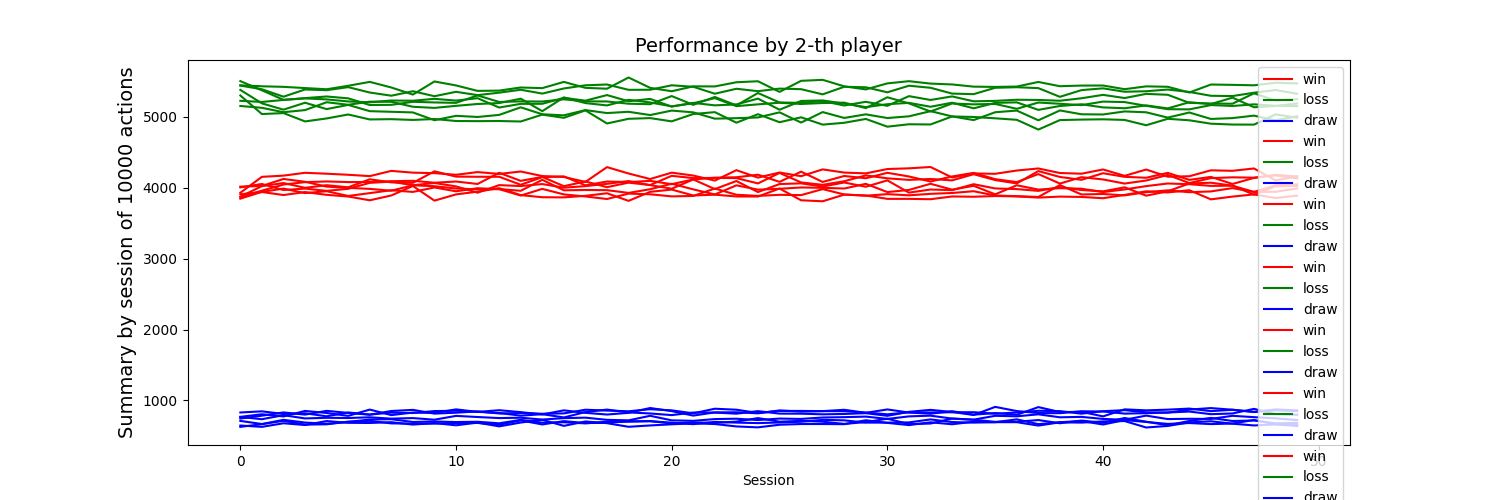 Performance by 2-th player
Summary by session of 10000 actions
5000
4000
3000
2000
1000
0
10
20
30
40
50
Session
win
loss
draw
win
loss
draw
win
loss
draw
win
loss
draw
win
loss
draw
win
loss
draw
win
loss
draw